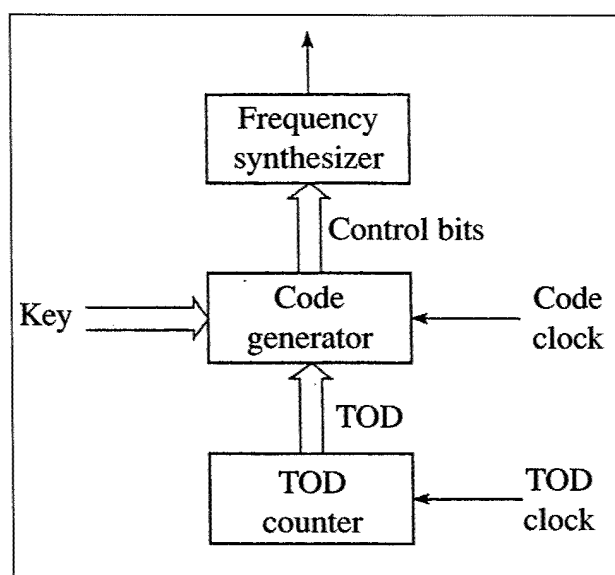 Frequency
synthesizer
Control bits
Key
Code
generator
Code
clock
TOD
TOD
counter
TOD
clock